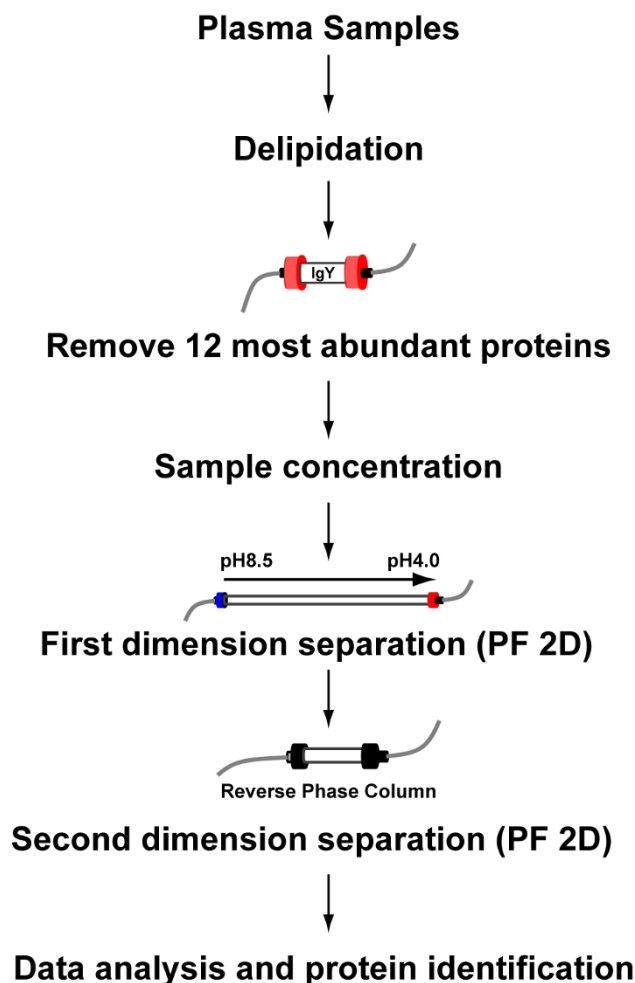 Plasma Samples
Delipidation
IgY
Remove 12 most abundant proteins
Sample concentration
pH8.5 pH4.0
First dimension separation (PF 2D)
Reverse Phase Column
Second dimension separation (PF 2D)
Data analysis and protein identification